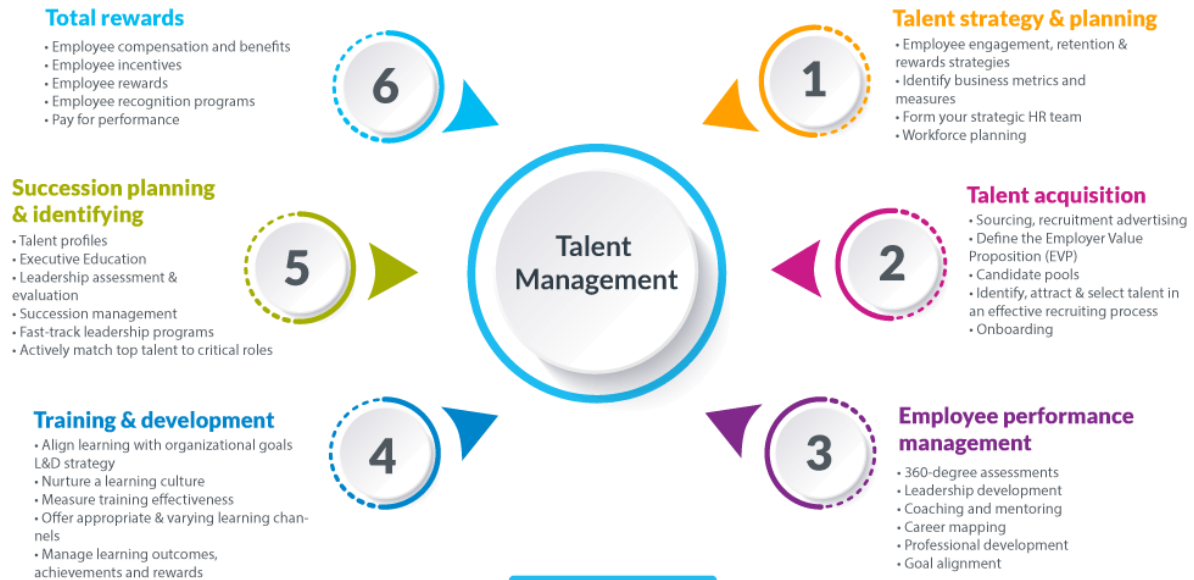 Talent strategy & planning
1
• Employee engagement, retention &
rewards strategies
• Identify business metrics and
measures
• Form your strategic HR team
• Workforce planning
Talent acquisition
2
• Sourcing, recruitment advertising
• Define the Employer Value
Proposition (EVP)
• Candidate pools
• Identify, attract & select talent in
an effective recruiting process
• Onboarding
Employee performance
management
3
• 360-degree assessments
• Leadership development
• Coaching and mentoring
• Career mapping
• Professional development
• Goal alignment
Training & development
4
• Align learning with organizational goals
L&D strategy
• Nurture a learning culture
• Measure training effectiveness
• Offer appropriate & varying learning chan-
nels
• Manage learning outcomes,
achievements and rewards
Succession planning
& identifying
5
• Talent profiles
• Executive Education
• Leadership assessment &
evaluation
• Succession management
• Fast-track leadership programs
• Actively match top talent to critical roles
Total rewards
6
• Employee compensation and benefits
• Employee incentives
• Employee rewards
• Employee recognition programs
• Pay for performance
Talent
Management